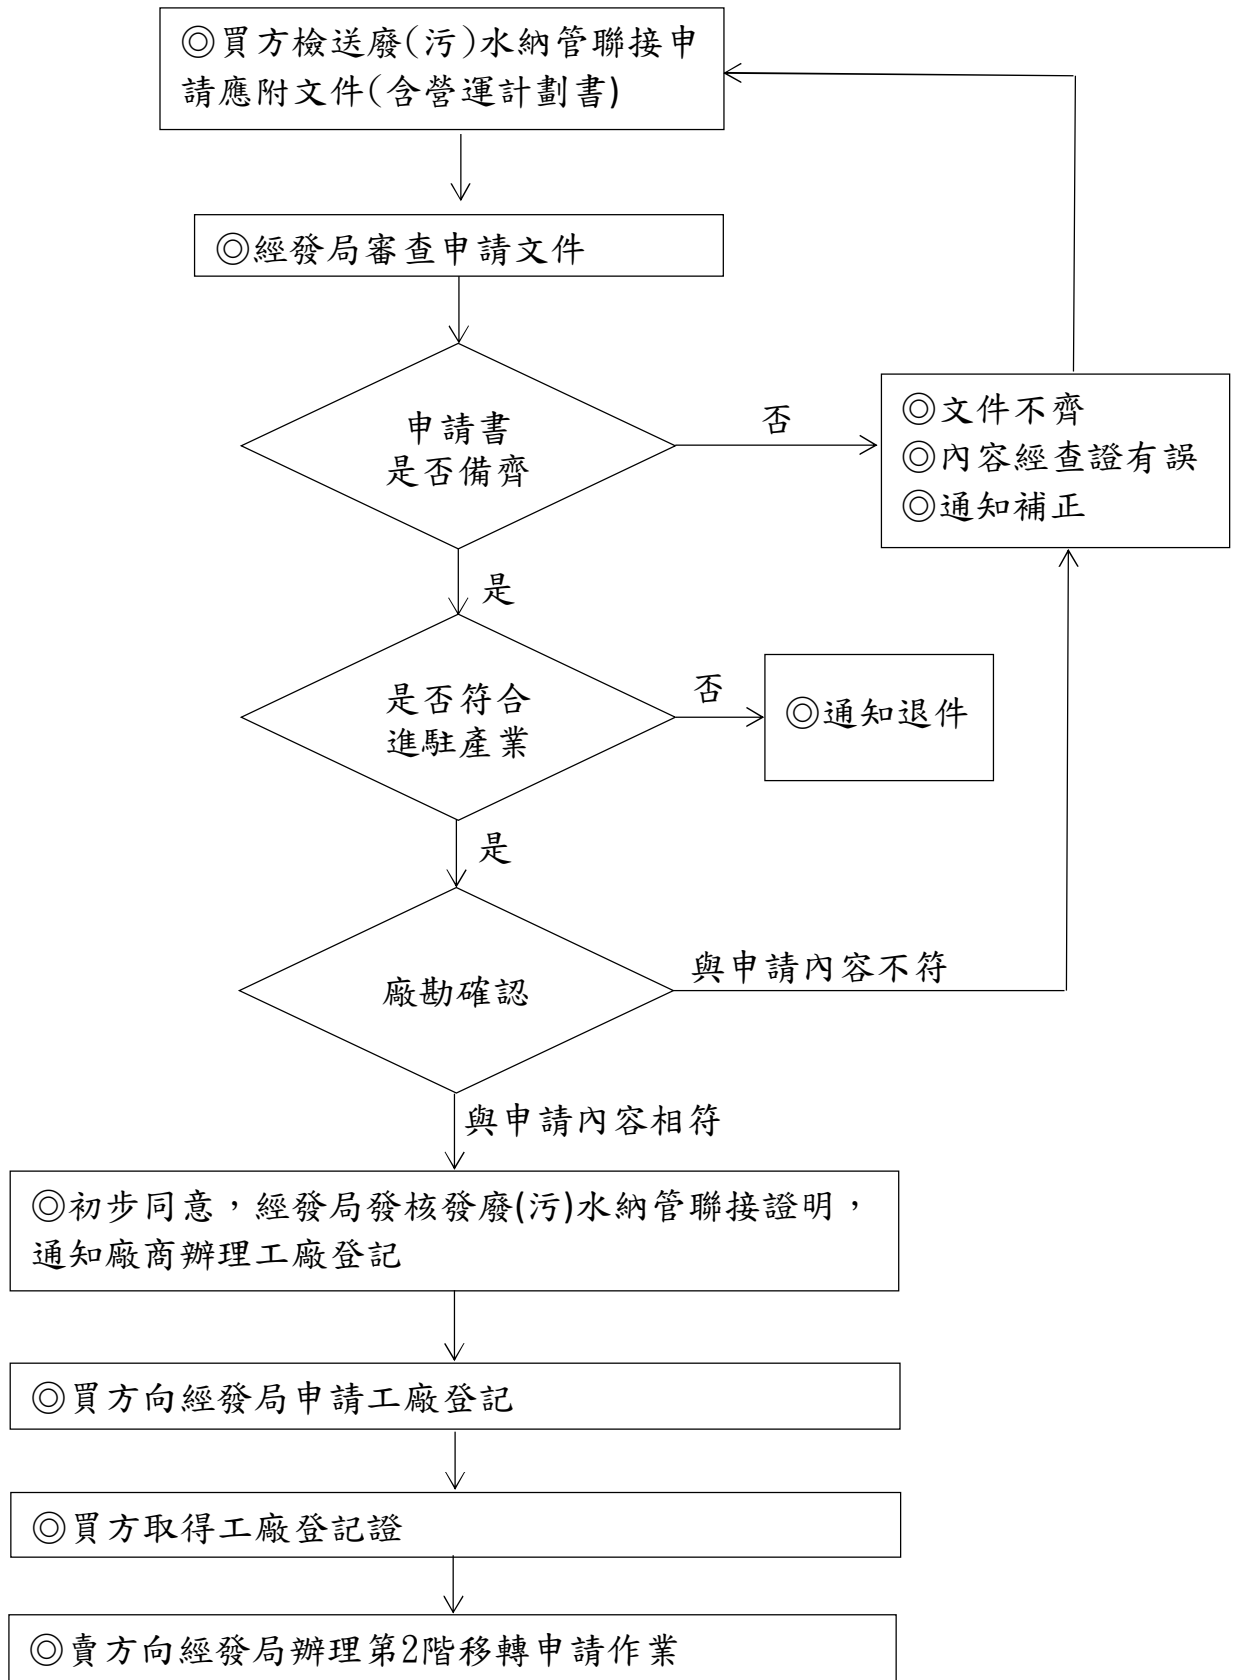 ◎買方檢送廢(污)水納管聯接申
請應附文件(含營運計劃書)
◎經發局審查申請文件
申請書
是否備齊
否
◎文件不齊
◎內容經查證有誤
◎通知補正
是
是否符合
進駐產業
否
◎通知退件
是
廠勘確認
與申請內容不符
與申請內容相符
◎初步同意，經發局發核發廢(污)水納管聯接證明，
通知廠商辦理工廠登記
◎買方向經發局申請工廠登記
◎買方取得工廠登記證
◎賣方向經發局辦理第2階移轉申請作業